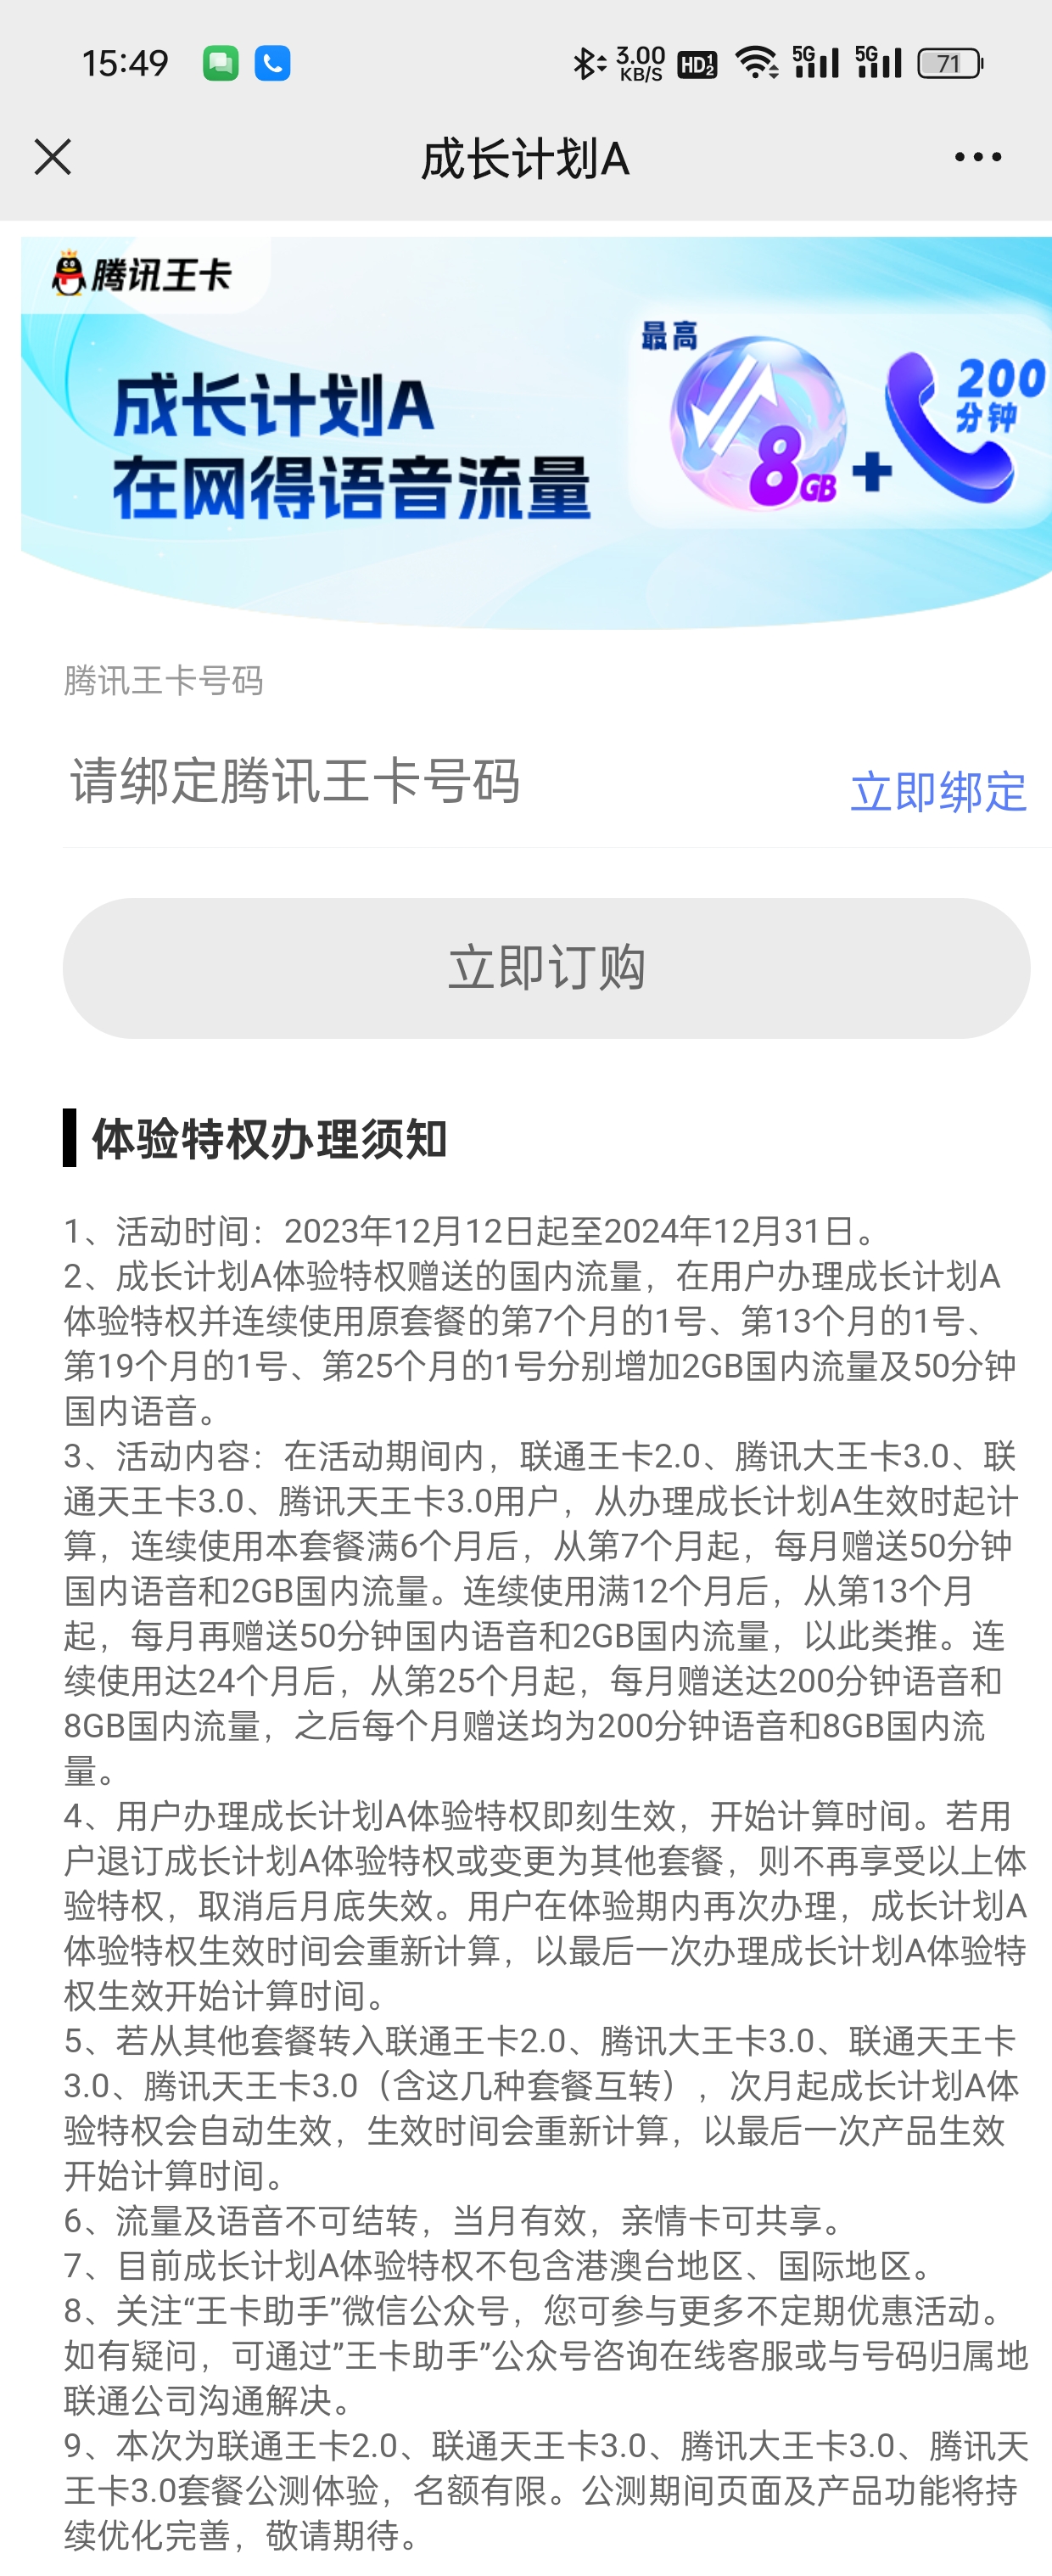 15:49
3.00
KB/S
HD
1
2
5G
5G
71
成长计划A
腾讯王卡
最高
成长计划A
在网得语音流量
8GB
+
200
分钟
腾讯王卡号码
请绑定腾讯王卡号码
立即绑定
立即订购
体验特权办理须知
1、活动时间：2023年12月12日起至2024年12月31日。
2、成长计划A体验特权赠送的国内流量，在用户办理成长计划A
体验特权并连续使用原套餐的第7个月的1号、第13个月的1号、
第19个月的1号、第25个月的1号分别增加2GB国内流量及50分钟
国内语音。
3、活动内容：在活动期间内，联通王卡2.0、腾讯大王卡3.0、联
通天王卡3.0、腾讯天王卡3.0用户，从办理成长计划A生效时起计
算，连续使用本套餐满6个月后，从第7个月起，每月赠送50分钟
国内语音和2GB国内流量。连续使用满12个月后，从第13个月
起，每月再赠送50分钟国内语音和2GB国内流量，以此类推。连
续使用达24个月后，从第25个月起，每月赠送达200分钟语音和
8GB国内流量，之后每个月赠送均为200分钟语音和8GB国内流
量。
4、用户办理成长计划A体验特权即刻生效，开始计算时间。若用
户退订成长计划A体验特权或变更为其他套餐，则不再享受以上体
验特权，取消后月底失效。用户在体验期内再次办理，成长计划A
体验特权生效时间会重新计算，以最后一次办理成长计划A体验特
权生效开始计算时间。
5、若从其他套餐转入联通王卡2.0、腾讯大王卡3.0、联通天王卡
3.0、腾讯天王卡3.0（含这几种套餐互转），次月起成长计划A体
验特权会自动生效，生效时间会重新计算，以最后一次产品生效
开始计算时间。
6、流量及语音不可结转，当月有效，亲情卡可共享。
7、目前成长计划A体验特权不包含港澳台地区、国际地区。
8、关注“王卡助手”微信公众号，您可参与更多不定期优惠活动。
如有疑问，可通过”王卡助手”公众号咨询在线客服或与号码归属地
联通公司沟通解决。
9、本次为联通王卡2.0、联通天王卡3.0、腾讯大王卡3.0、腾讯天
王卡3.0套餐公测体验，名额有限。公测期间页面及产品功能将持
续优化完善，敬请期待。